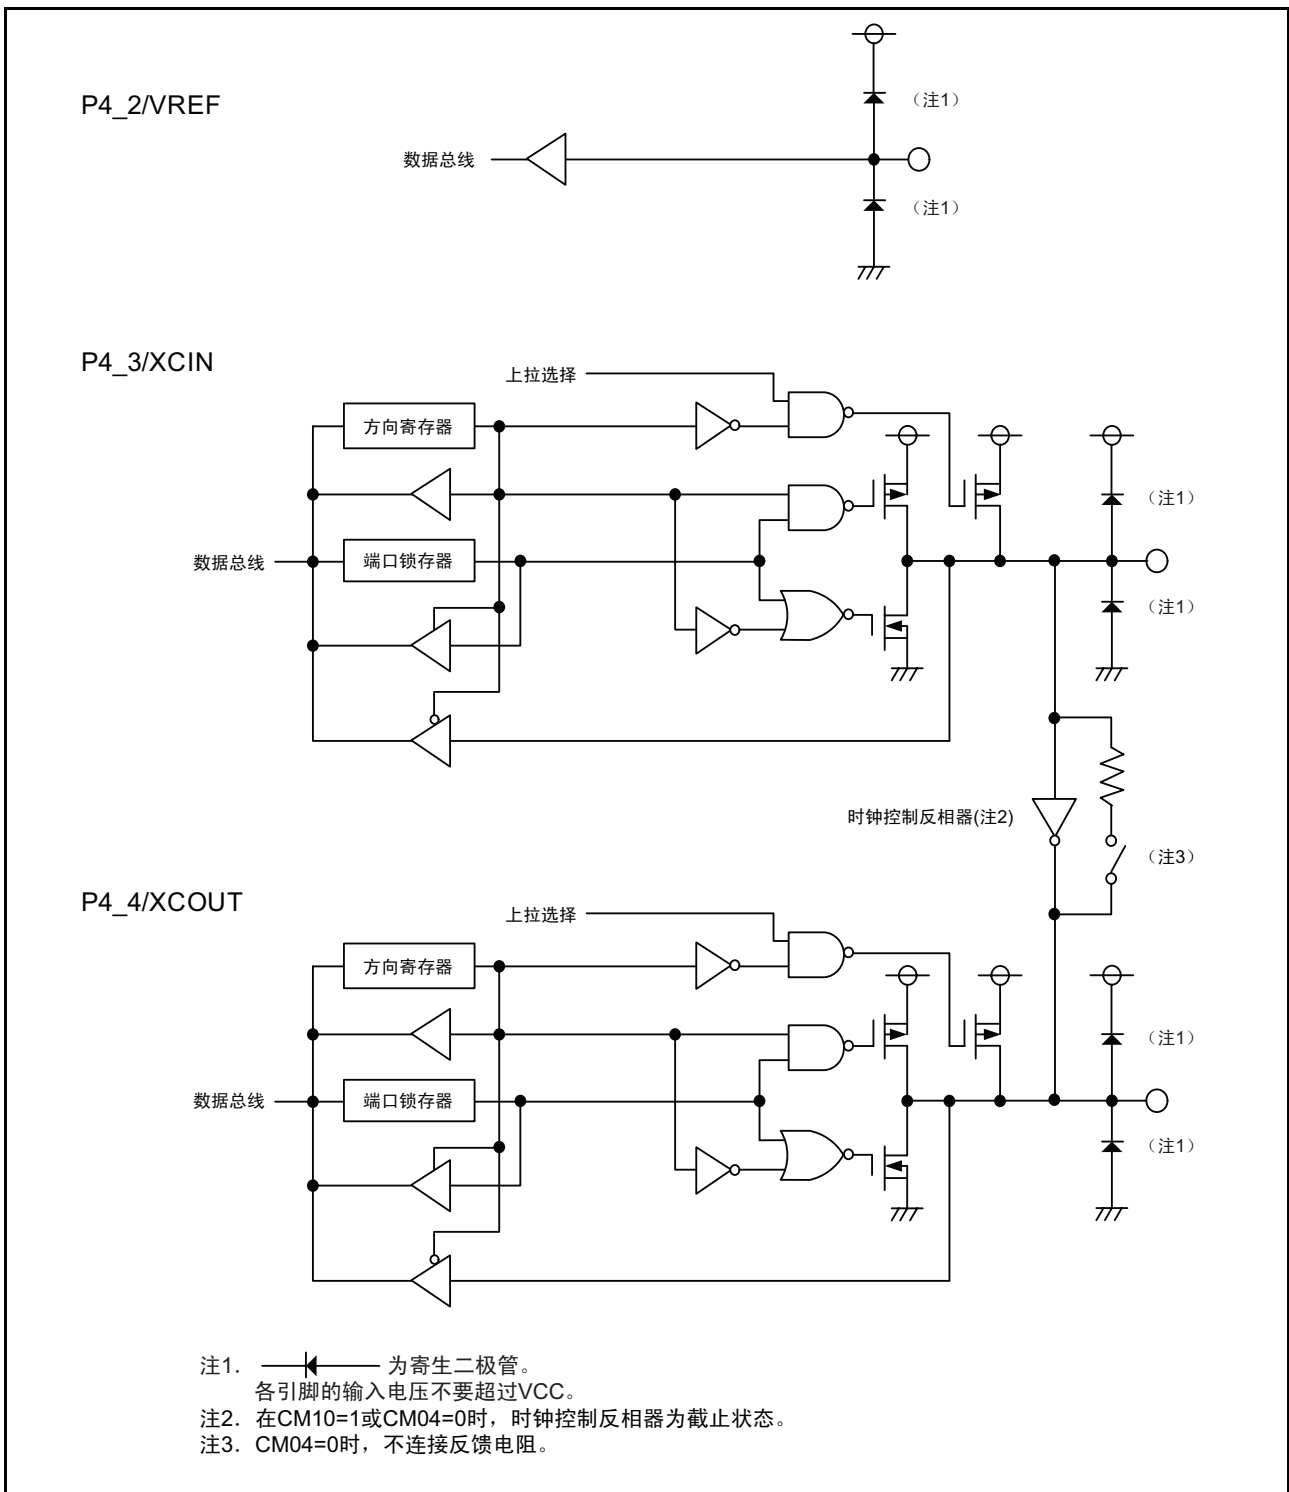 P4_2/VREF
（注1）
数据总线
（注1）
P4_3/XCIN
上拉选择
方向寄存器
（注1）
数据总线
端口锁存器
（注1）
时钟控制反相器(注2)
（注3）
P4_4/XCOUT
上拉选择
方向寄存器
（注1）
数据总线
端口锁存器
（注1）
注1. 为寄生二极管。
各引脚的输入电压不要超过VCC。
注2. 在CM10=1或CM04=0时，时钟控制反相器为截止状态。
注3. CM04=0时，不连接反馈电阻。